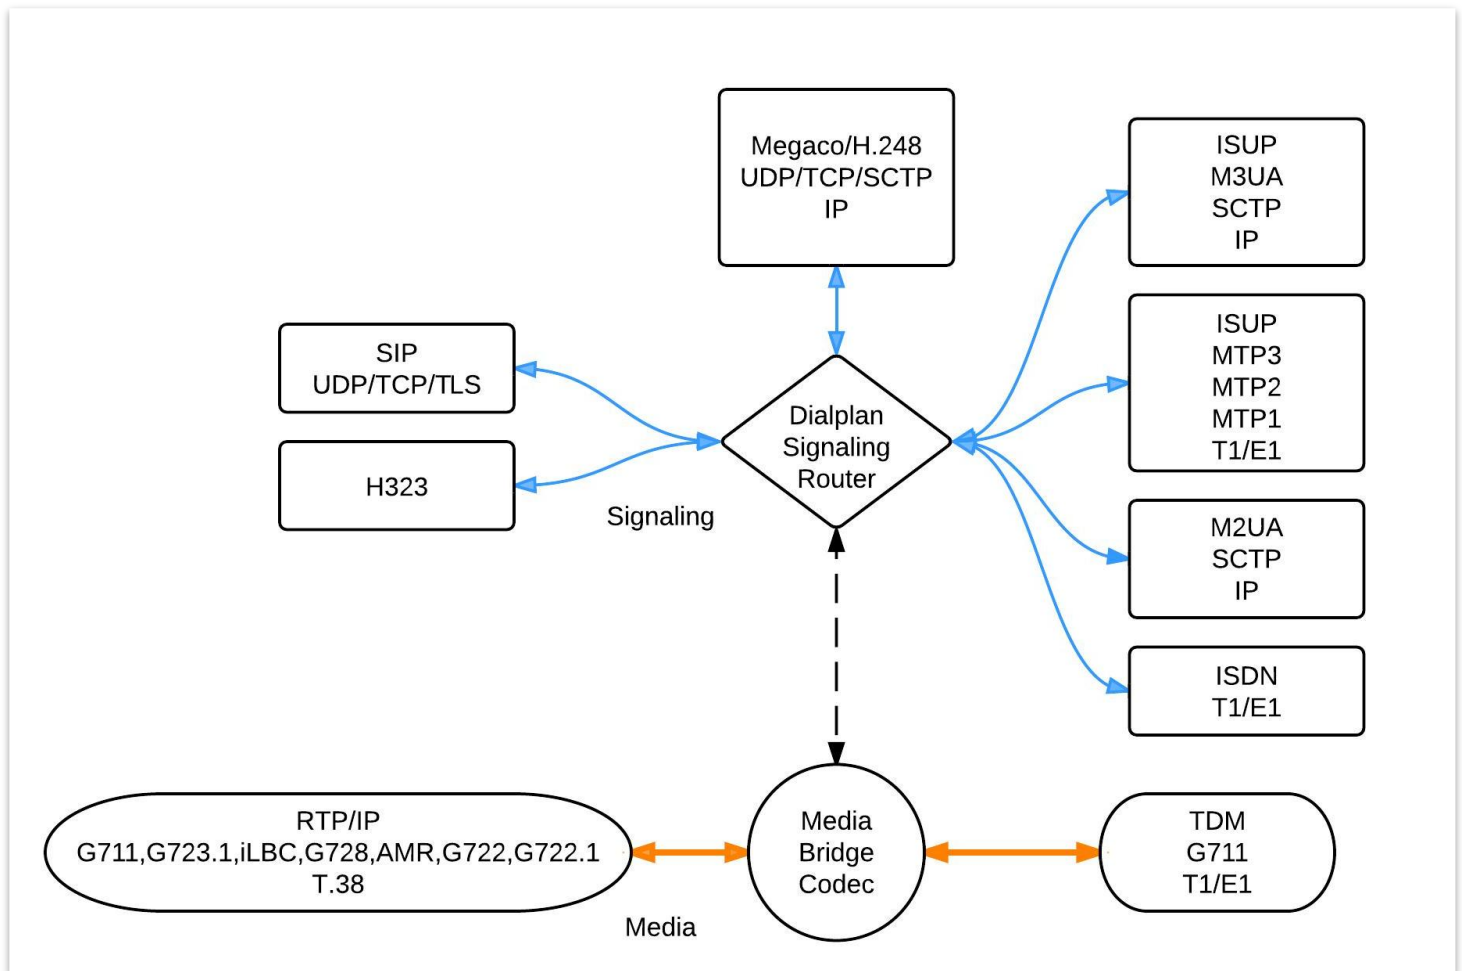 Megaco/H.248
UDP/TCP/SCTP
IP
ISUP
M3UA
SCTP
IP
SIP
UDP/TCP/TLS
H323
Dialplan
Signaling
Router
ISUP
MTP3
MTP2
MTP1
T1/E1
Signaling
M2UA
SCTP
IP
ISDN
T1/E1
RTP/IP
G711,G723.1,iLBC,G728,AMR,G722,G722.1
T.38
Media
Bridge
Codec
TDM
G711
T1/E1
Media